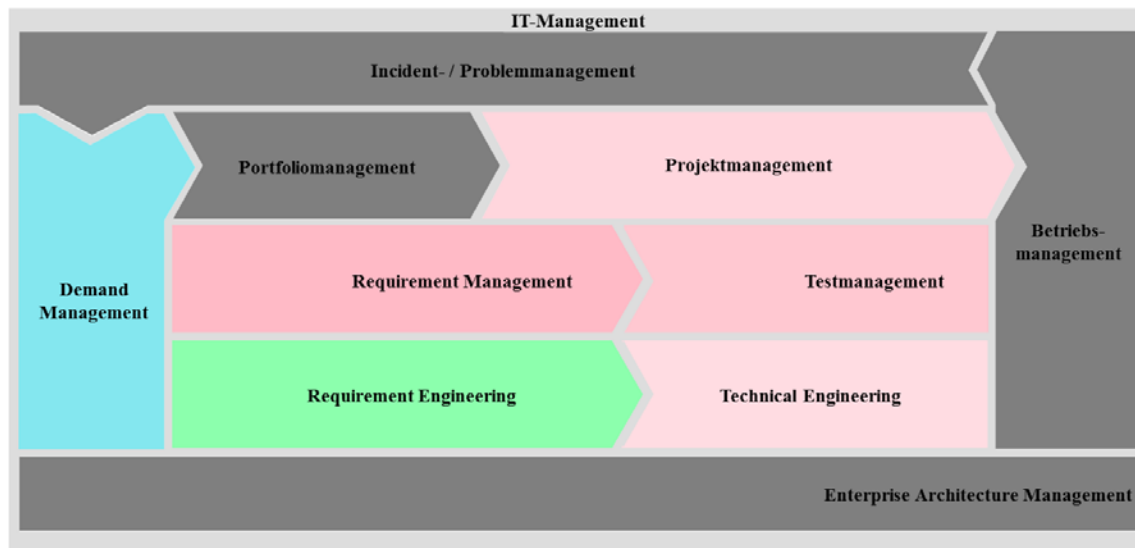 IT-Management
Incident- / Problemmanagement
Portfoliomanagement
Projektmanagement
Betriebs-
management
Demand
Management
Requirement Management
Testmanagement
Requirement Engineering
Technical Engineering
Enterprise Architecture Management